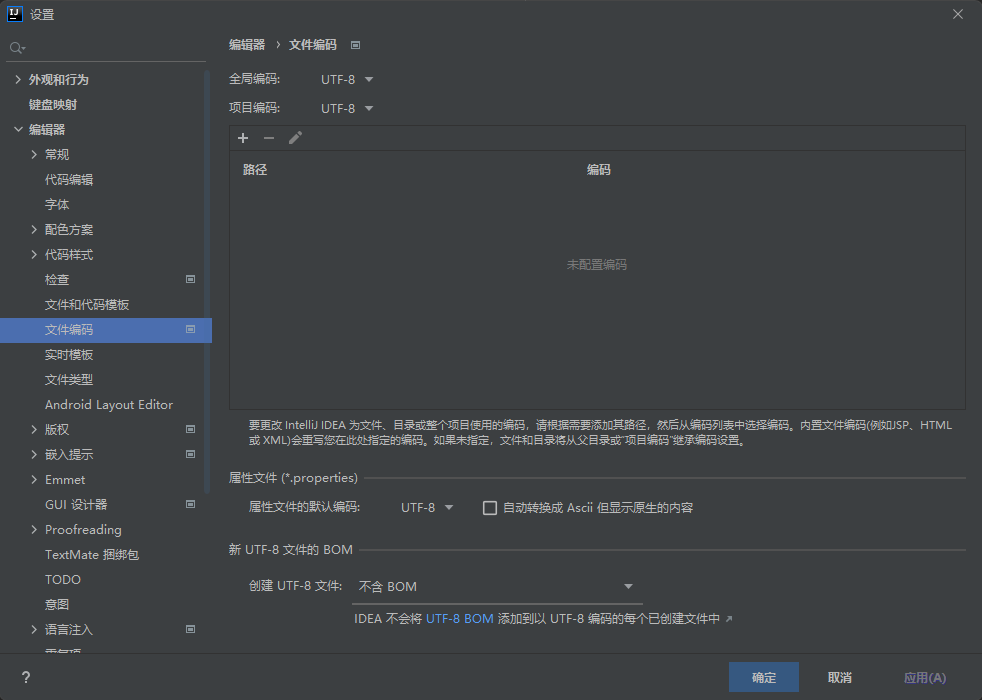 设置
编辑器 › 文件编码
外观和行为
键盘映射
编辑器
常规
代码编辑
字体
配色方案
代码样式
检查
文件和代码模板
文件编码
实时模板
文件类型
Android Layout Editor
版权
嵌入提示
Emmet
GUI 设计器
Proofreading
TextMate 捆绑包
TODO
意图
语言注入
全局编码: UTF-8
项目编码: UTF-8
路径 编码
未配置编码
要更改 IntelliJ IDEA 为文件、目录或整个项目使用的编码，请根据需要添加其路径，然后从编码列表中选择编码。内置文件编码(例如JSP、HTML
或 XML)会重写您在此处指定的编码。如果未指定，文件和目录将从父目录或"项目编码"继承编码设置。
属性文件 (*.properties)
属性文件的默认编码: UTF-8 自动转换成 Ascii 但显示原生的内容
新 UTF-8 文件的 BOM
创建 UTF-8 文件: 不含 BOM
IDEA 不会将 UTF-8 BOM 添加到以 UTF-8 编码的每个已创建文件中 ↗
? 确定 取消 应用(A)